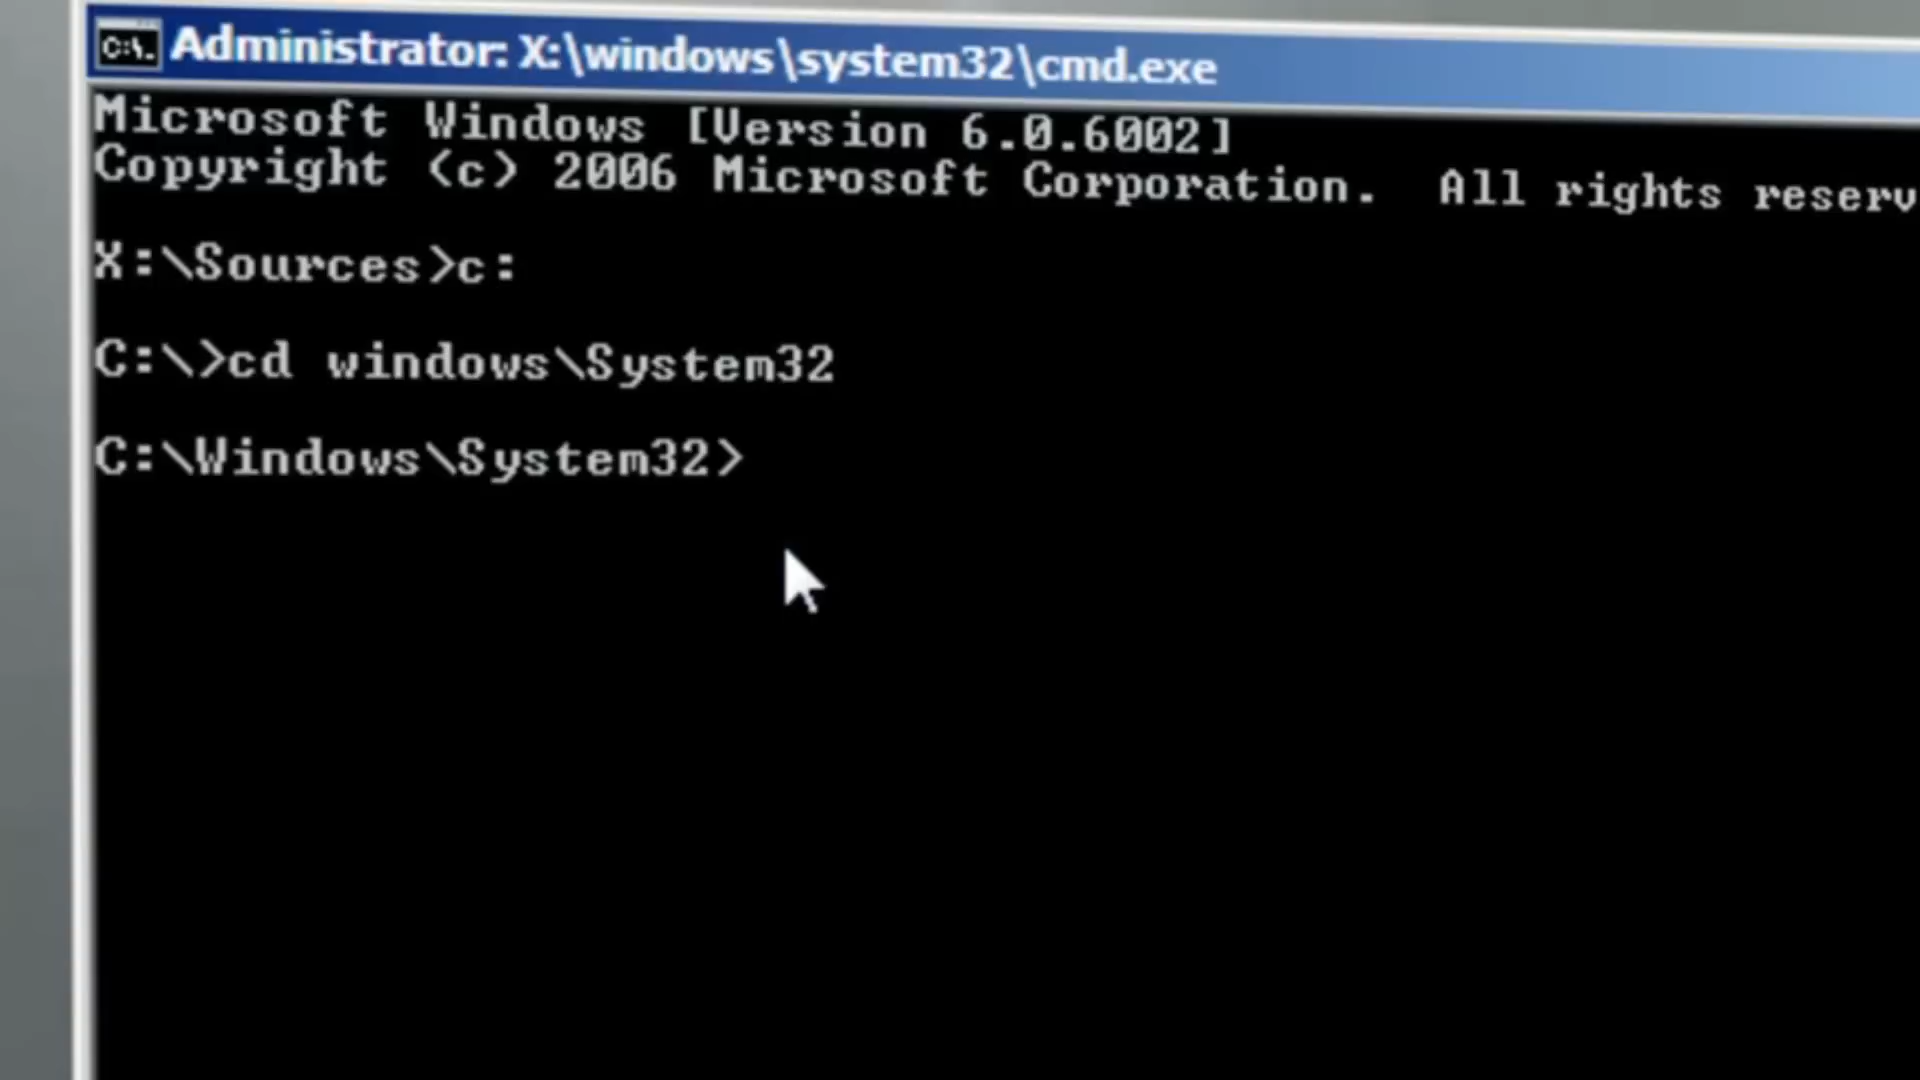 C:\.
Administrator: X:\windows\system32\cmd.exe
Microsoft Windows [Version 6.0.6002]
Copyright (c) 2006 Microsoft Corporation.  All rights reserv
X:\Sources>c:
C:\>cd windows\System32
C:\Windows\System32>